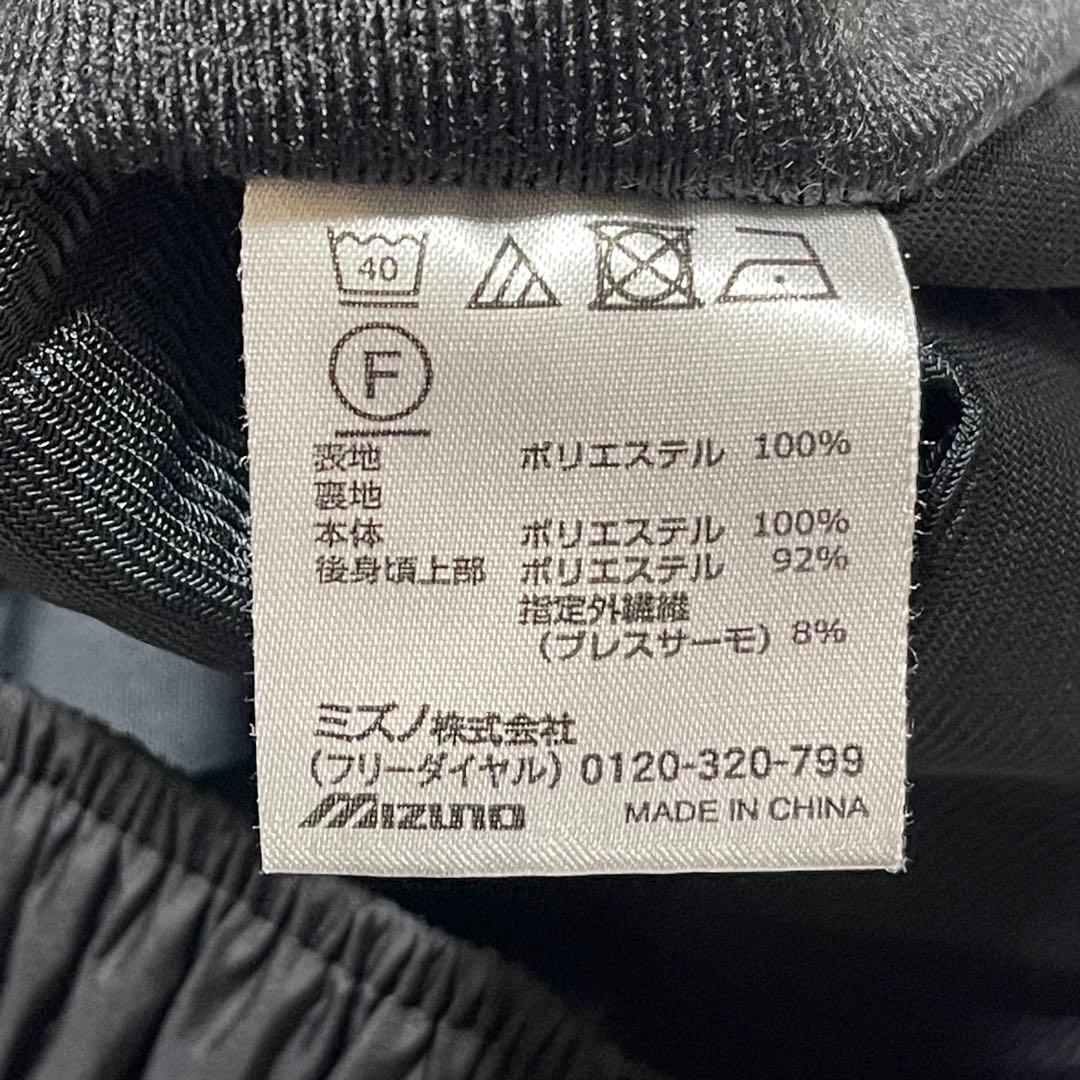 40
F
表地 ポリエステル 100%
裏地
本体 ポリエステル 100%
後身頃上部 ポリエステル 92%
指定外繊維
(ブレスサーモ) 8%
ミズノ株式会社
(フリーダイヤル) 0120-320-799
MIZUNO MADE IN CHINA